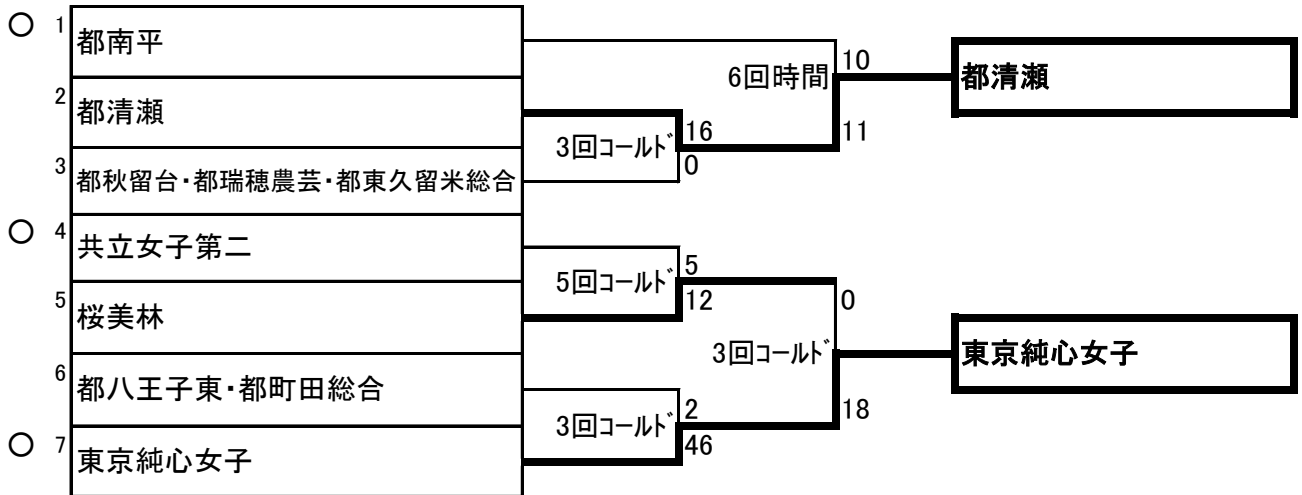 ○ 1 都南平
10
6回時間
都清瀬
2 都清瀬
16
11
3回ｺｰﾙﾄﾞ
0
3 都秋留台・都瑞穂農芸・都東久留米総合
○ 4 共立女子第二
5
5回ｺｰﾙﾄﾞ
12
0
5 桜美林
3回ｺｰﾙﾄﾞ
東京純心女子
6 都八王子東・都町田総合
2
18
3回ｺｰﾙﾄﾞ
46
○ 7 東京純心女子